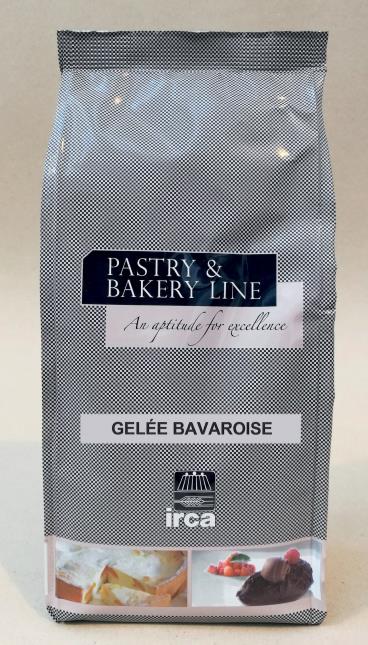 PASTRY &
BAKERY LINE
An aptitude for excellence
GELÉE BAVAROISE
irca